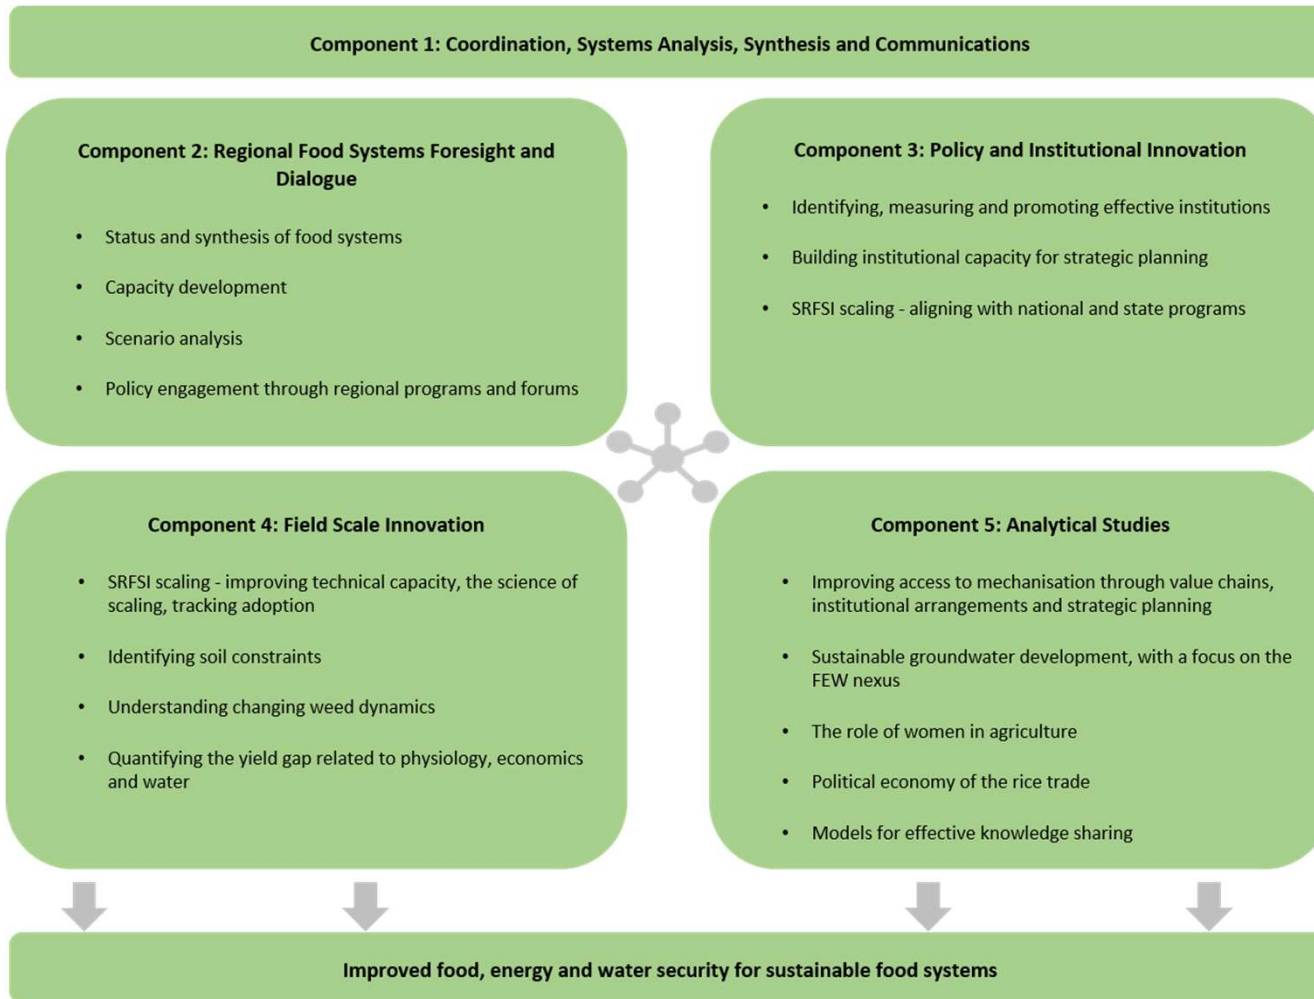 Component 1: Coordination, Systems Analysis, Synthesis and Communications
Component 2: Regional Food Systems Foresight and
Dialogue
• Status and synthesis of food systems
• Capacity development
• Scenario analysis
• Policy engagement through regional programs and forums
Component 3: Policy and Institutional Innovation
• Identifying, measuring and promoting effective institutions
• Building institutional capacity for strategic planning
• SRFSI scaling - aligning with national and state programs
Component 4: Field Scale Innovation
• SRFSI scaling - improving technical capacity, the science of
scaling, tracking adoption
• Identifying soil constraints
• Understanding changing weed dynamics
• Quantifying the yield gap related to physiology, economics
and water
Component 5: Analytical Studies
• Improving access to mechanisation through value chains,
institutional arrangements and strategic planning
• Sustainable groundwater development, with a focus on the
FEW nexus
• The role of women in agriculture
• Political economy of the rice trade
• Models for effective knowledge sharing
Improved food, energy and water security for sustainable food systems